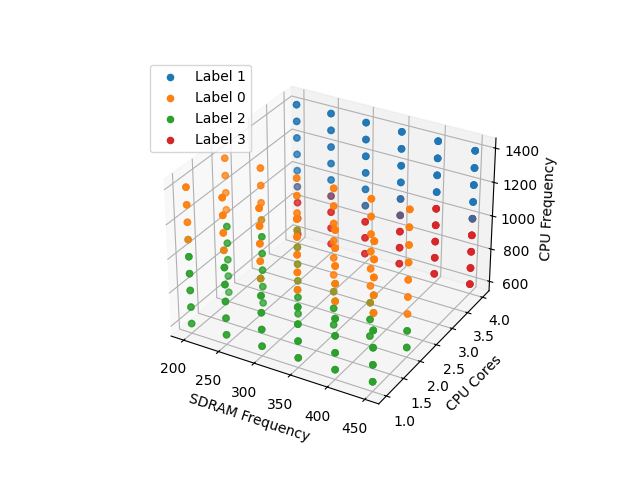 Label 1
Label 0
Label 2
Label 3
1400
1200
1000
800
600
CPU Frequency
4.0
3.5
3.0
2.5
2.0
1.5
1.0
CPU Cores
200
250
300
350
400
450
SDRAM Frequency